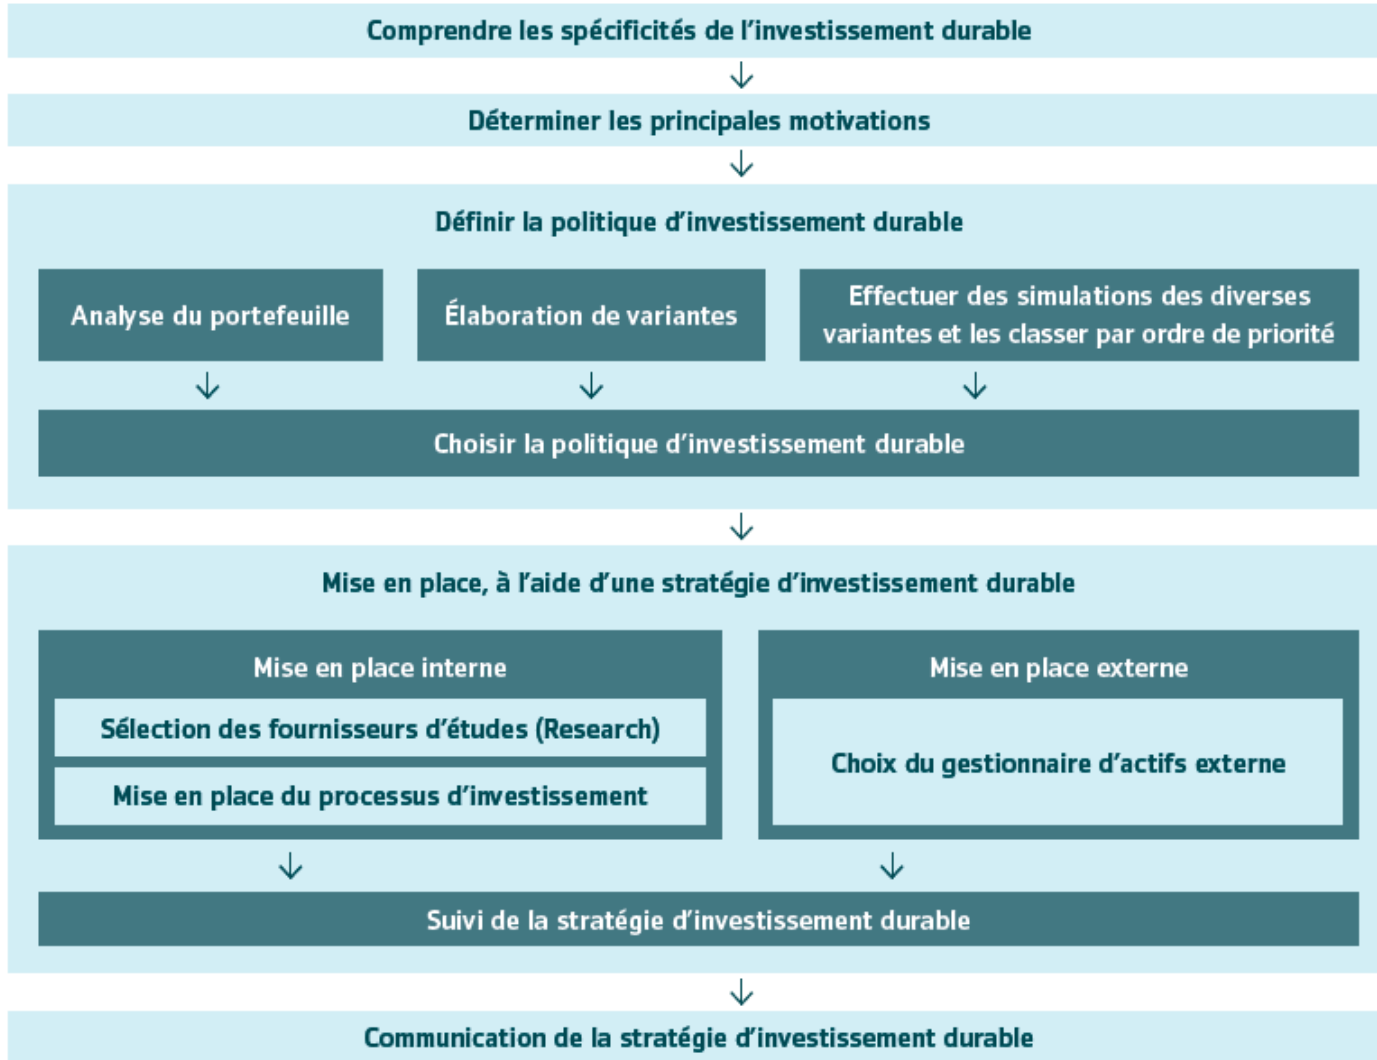 Comprendre les spécificités de l’investissement durable
Déterminer les principales motivations
Définir la politique d’investissement durable
Analyse du portefeuille
Élaboration de variantes
Effectuer des simulations des diverses
variantes et les classer par ordre de priorité
Choisir la politique d’investissement durable
Mise en place, à l’aide d’une stratégie d’investissement durable
Mise en place interne
Sélection des fournisseurs d’études (Research)
Mise en place du processus d’investissement
Mise en place externe
Choix du gestionnaire d’actifs externe
Suivi de la stratégie d’investissement durable
Communication de la stratégie d’investissement durable